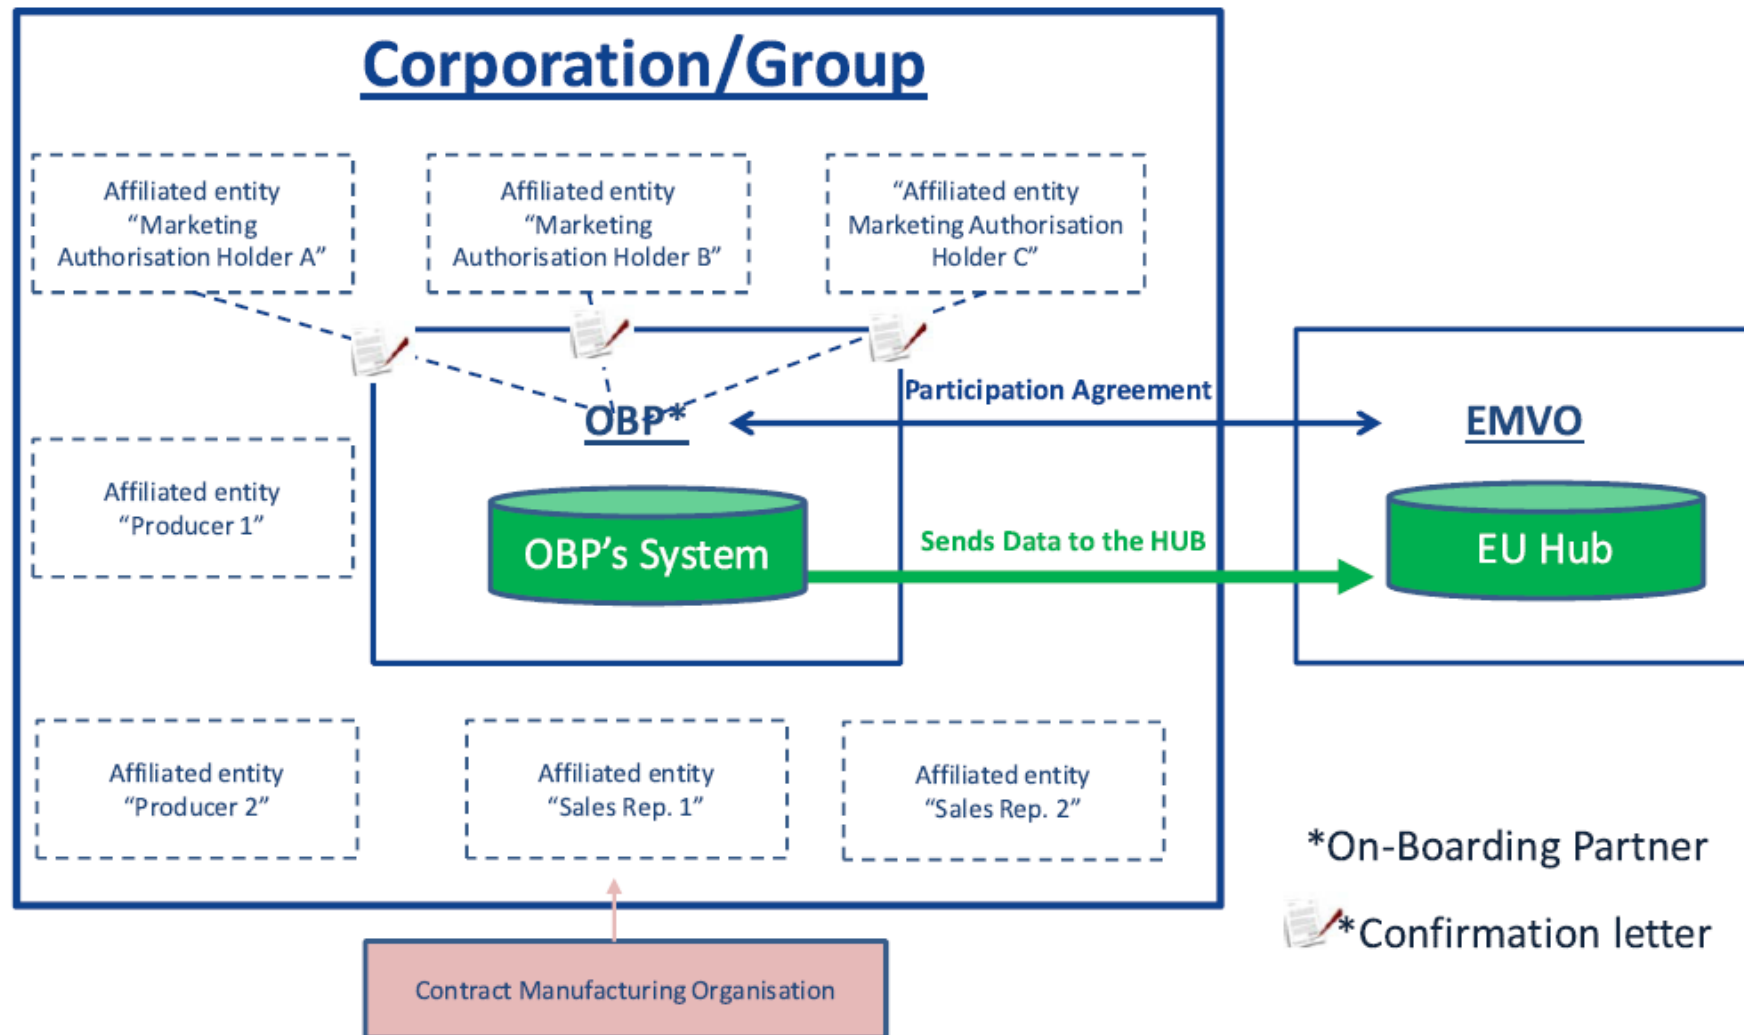 Corporation/Group
Affiliated entity
“Marketing
Authorisation Holder A”
Affiliated entity
“Marketing
Authorisation Holder B”
“Affiliated entity
Marketing Authorisation
Holder C”
Participation Agreement
OBP*
EMVO
Affiliated entity
“Producer 1”
Sends Data to the HUB
OBP’s System
EU Hub
Affiliated entity
“Producer 2”
Affiliated entity
“Sales Rep. 1”
Affiliated entity
“Sales Rep. 2”
*On-Boarding Partner
*Confirmation letter
Contract Manufacturing Organisation